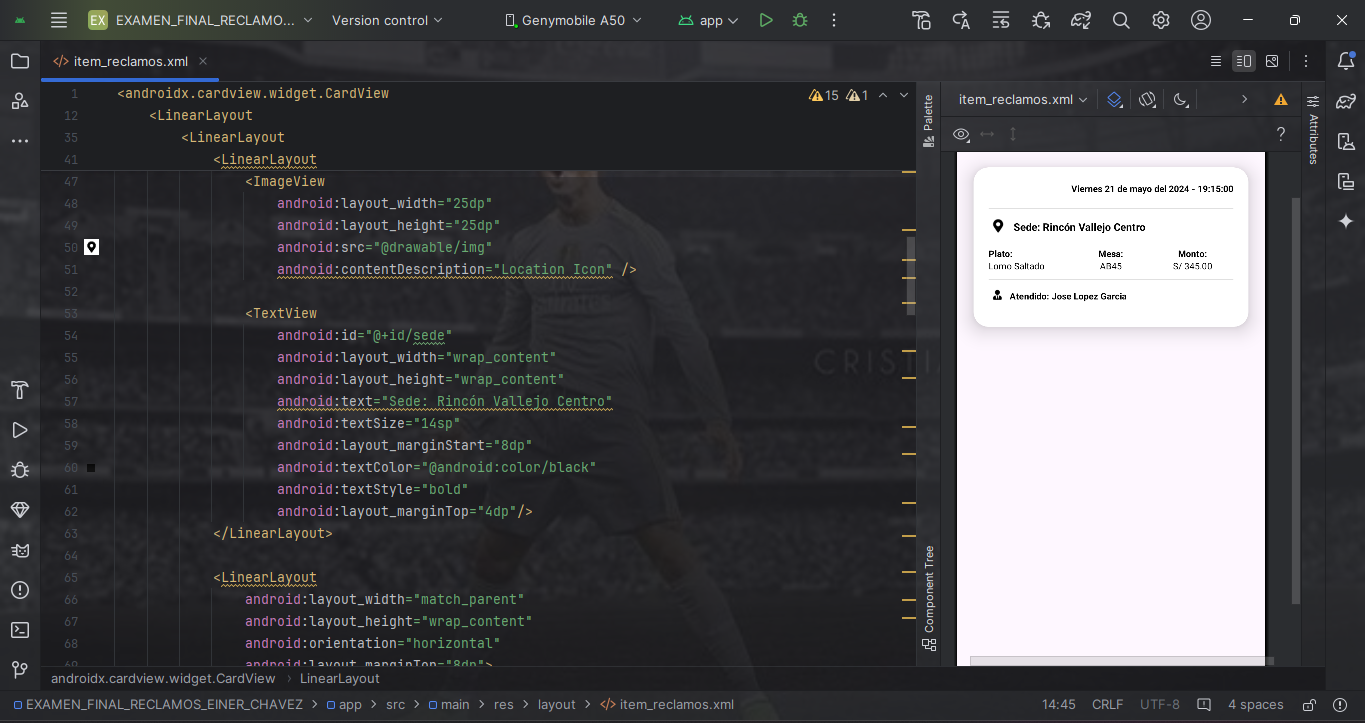 EX EXAMEN_FINAL_RECLAMO... Version control Genymobile A50 app
item_reclamos.xml
15 1
item_reclamos.xml
Palette
Attributes
Component Tree
?
1 <androidx.cardview.widget.CardView
12 <LinearLayout
35 <LinearLayout
41 <LinearLayout
47 <ImageView
48 android:layout_width="25dp"
49 android:layout_height="25dp"
50 android:src="@drawable/img"
51 android:contentDescription="Location Icon" />
52
53 <TextView
54 android:id="@+id/sede"
55 android:layout_width="wrap_content"
56 android:layout_height="wrap_content"
57 android:text="Sede: Rincón Vallejo Centro"
58 android:textSize="14sp"
59 android:layout_marginStart="8dp"
60 android:textColor="@android:color/black"
61 android:textStyle="bold"
62 android:layout_marginTop="4dp"/>
63 </LinearLayout>
64
65 <LinearLayout
66 android:layout_width="match_parent"
67 android:layout_height="wrap_content"
68 android:orientation="horizontal"
69 android:layout_marginTop="8dp">
CRISTIA
Viernes 21 de mayo del 2024 - 19:15:00
Sede: Rincón Vallejo Centro
Plato: Mesa: Monto:
Lomo Saltado AB45 S/ 345.00
Atendido: Jose Lopez Garcia
androidx.cardview.widget.CardView › LinearLayout
EXAMEN_FINAL_RECLAMOS_EINER_CHAVEZ > app > src > main > res > layout > item_reclamos.xml
14:45 CRLF UTF-8 4 spaces